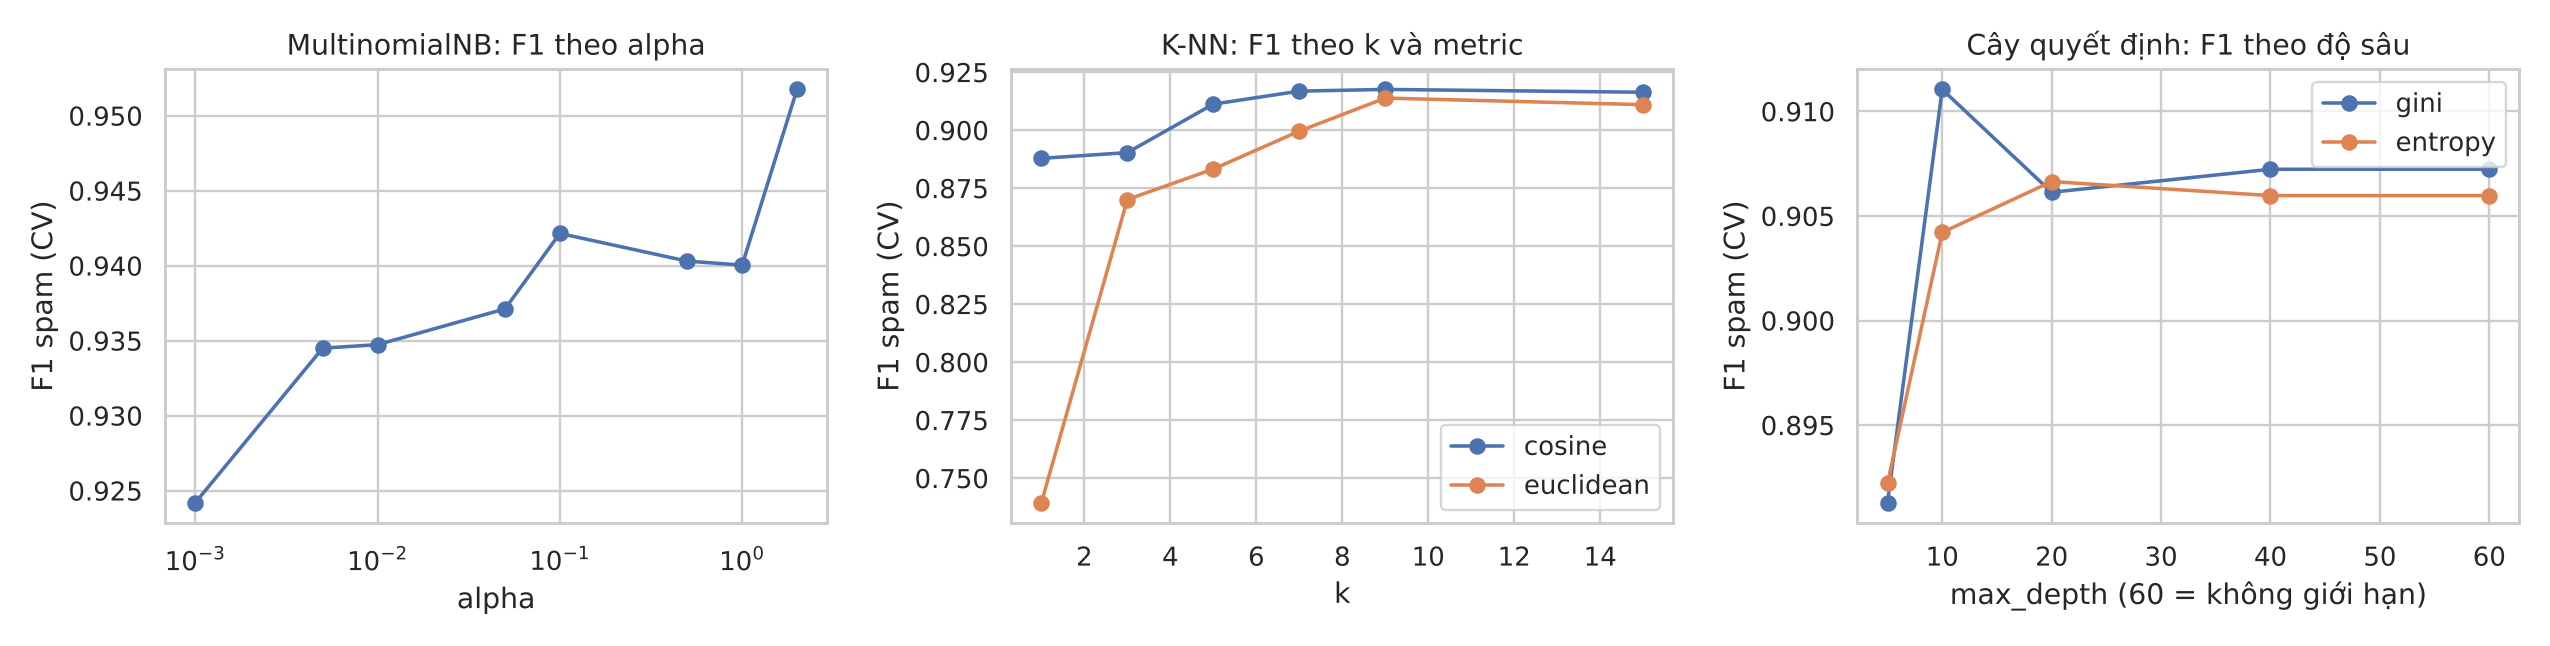 MultinomialNB: F1 theo alpha
F1 spam (CV)
0.950
0.945
0.940
0.935
0.930
0.925
10⁻³ 10⁻² 10⁻¹ 10⁰
alpha
K-NN: F1 theo k và metric
F1 spam (CV)
0.925
0.900
0.875
0.850
0.825
0.800
0.775
0.750
cosine
euclidean
2 4 6 8 10 12 14
k
Cây quyết định: F1 theo độ sâu
F1 spam (CV)
0.910
0.905
0.900
0.895
gini
entropy
10 20 30 40 50 60
max_depth (60 = không giới hạn)